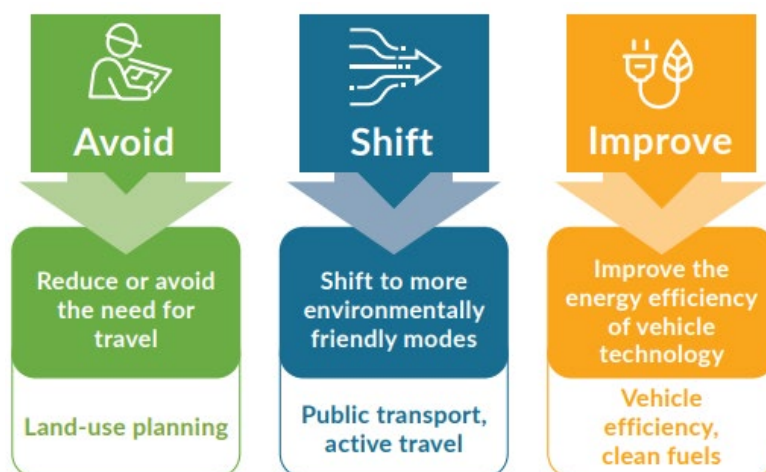 Avoid
Reduce or avoid
the need for
travel
Land-use planning
Shift
Shift to more
environmentally
friendly modes
Public transport,
active travel
Improve
Improve the
energy efficiency
of vehicle
technology
Vehicle
efficiency,
clean fuels